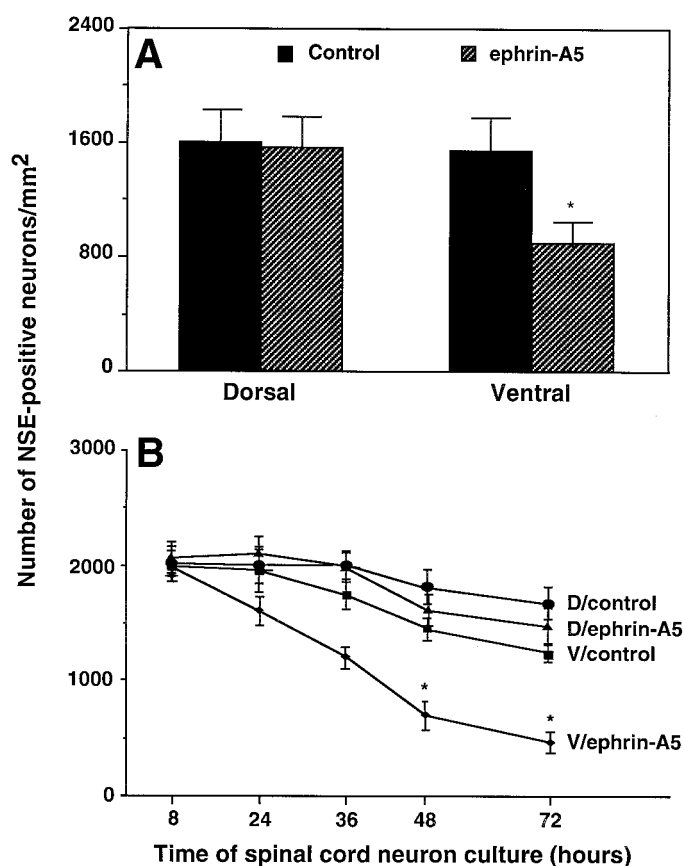 2400
A
Control
ephrin-A5
1600
*
800
0
Dorsal
Ventral
Number of NSE-positive neurons/mm2
3000
B
2000
D/control
D/ephrin-A5
V/control
1000
*
*
V/ephrin-A5
0
8
24
36
48
72
Time of spinal cord neuron culture (hours)